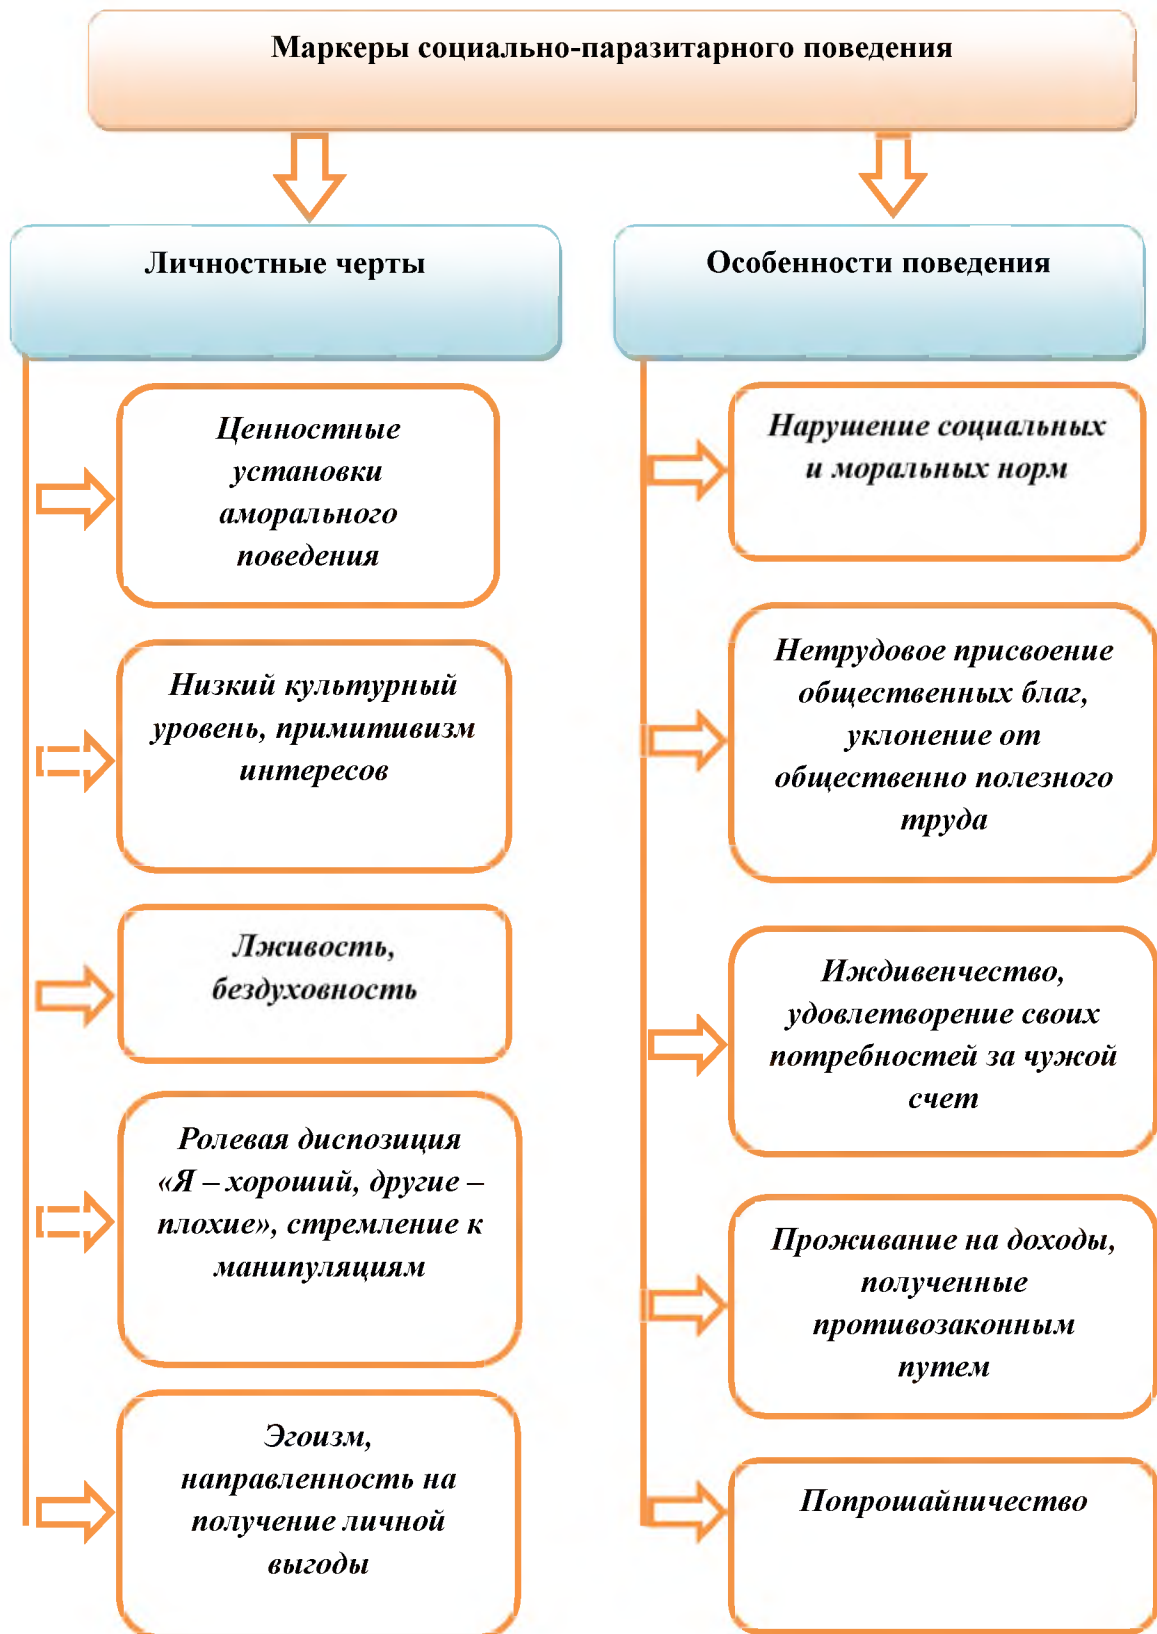 Маркеры социально-паразитарного поведения
Личностные черты
Ценностные
установки
аморального
поведения
Низкий культурный
уровень, примитивизм
интересов
Лживость,
бездуховность
Ролевая диспозиция
«Я – хороший, другие –
плохие», стремление к
манипуляциям
Эгоизм,
направленность на
получение личной
выгоды
Особенности поведения
Нарушение социальных
и моральных норм
Нетрудовое присвоение
общественных благ,
уклонение от
общественно полезного
труда
Иждивенчество,
удовлетворение своих
потребностей за чужой
счет
Проживание на доходы,
полученные
противозаконным
путем
Попрошайничество